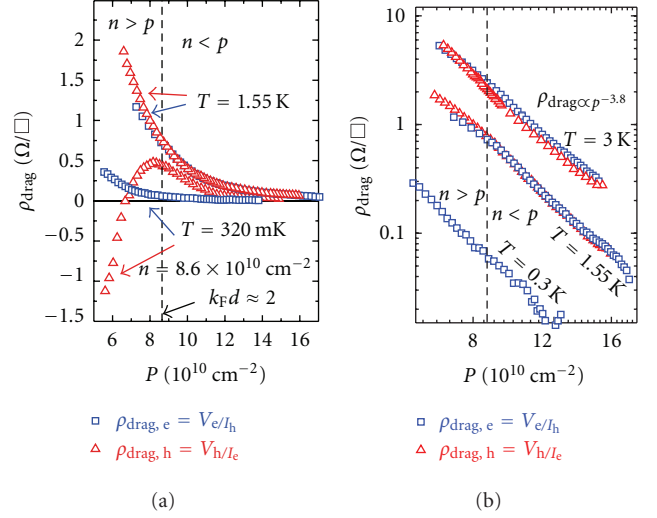 n > p
n < p
2
1.5
1
0.5
0
−0.5
−1
−1.5
ρdrag (Ω/□)
T = 1.55 K
T = 320 mK
n = 8.6 × 10¹⁰ cm⁻²
k_F d ≈ 2
6 8 10 12 14 16
P (10¹⁰ cm⁻²)
ρdrag, e = Ve/Ih
ρdrag, h = Vh/Ie
(a)
10
1
0.1
ρdrag (Ω/□)
ρdrag∝p⁻³·⁸
T = 3 K
n > p
n < p
T = 1.55 K
T = 0.3 K
8 12 16
P (10¹⁰ cm⁻²)
ρdrag, e = Ve/Ih
ρdrag, h = Vh/Ie
(b)